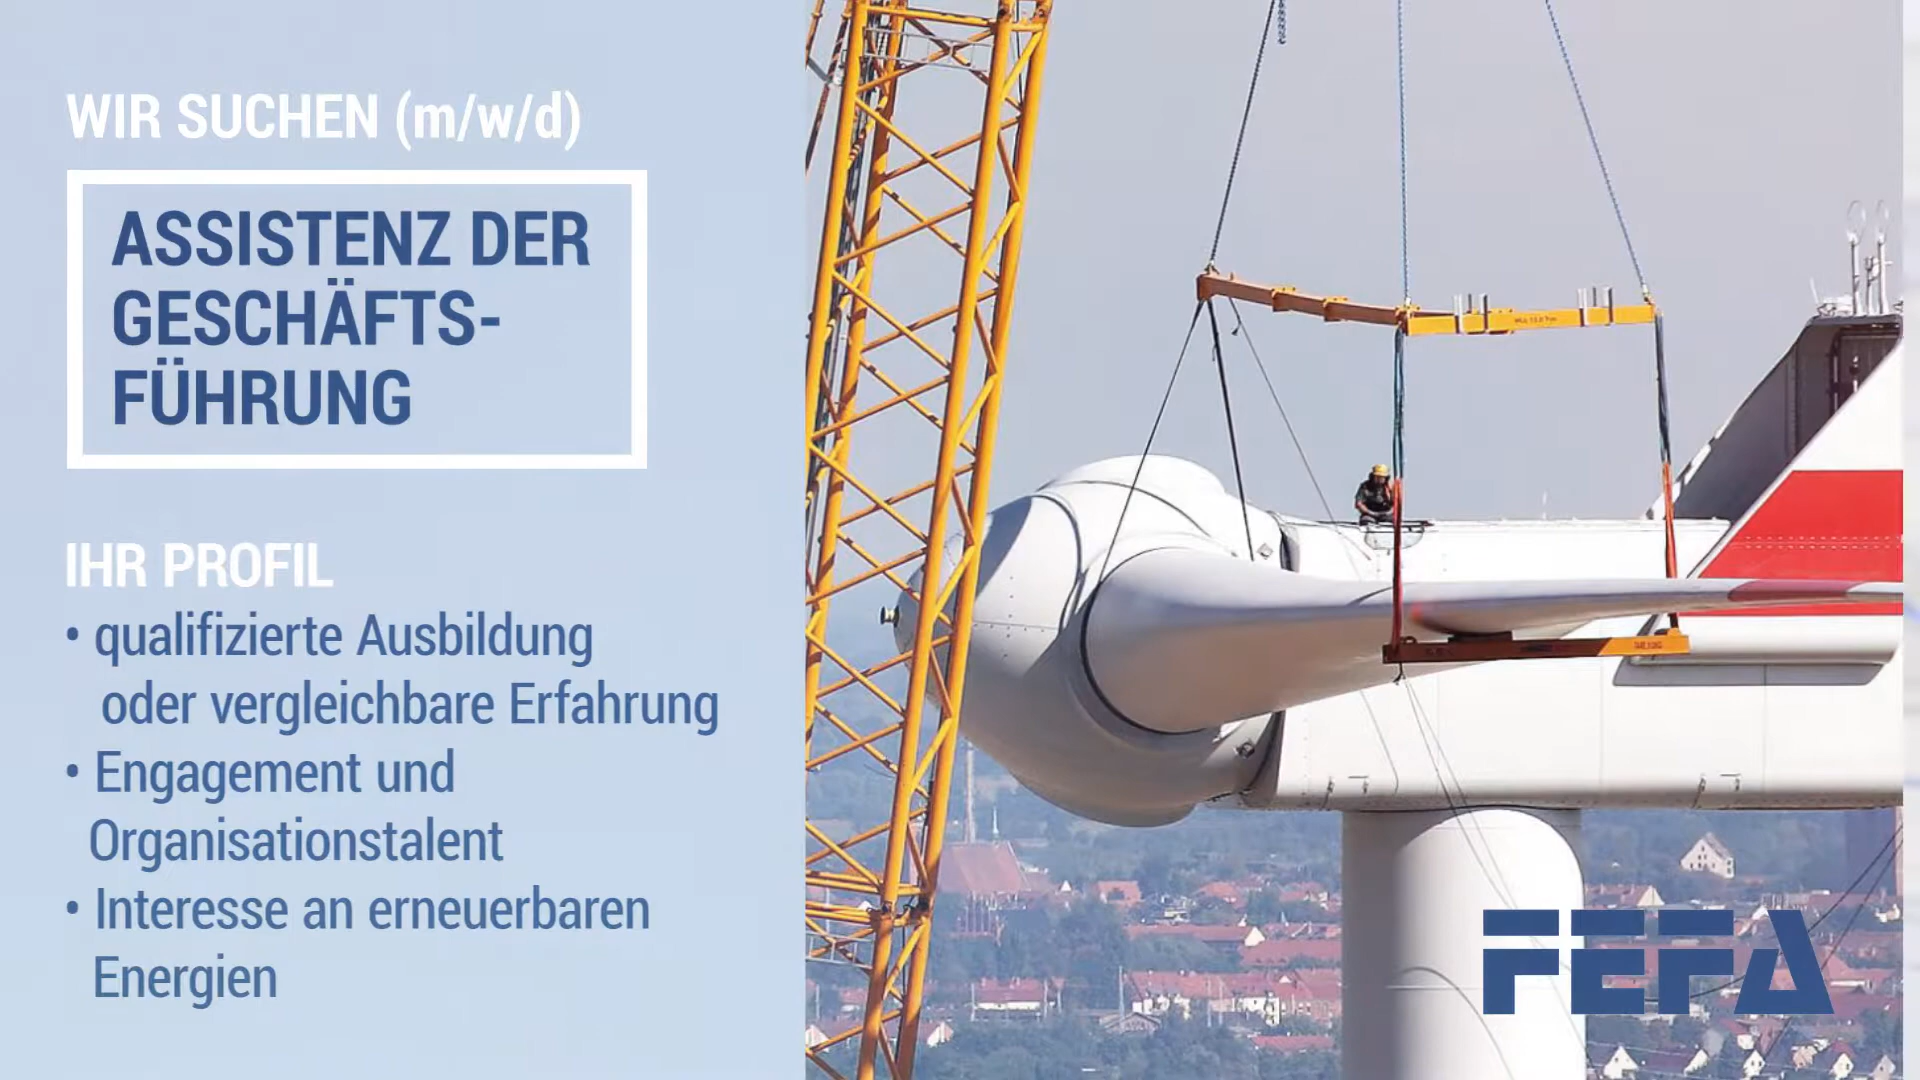 WIR SUCHEN (m/w/d)
ASSISTENZ DER
GESCHÄFTS-
FÜHRUNG
IHR PROFIL
• qualifizierte Ausbildung
oder vergleichbare Erfahrung
• Engagement und
Organisationstalent
• Interesse an erneuerbaren
Energien
FEFA